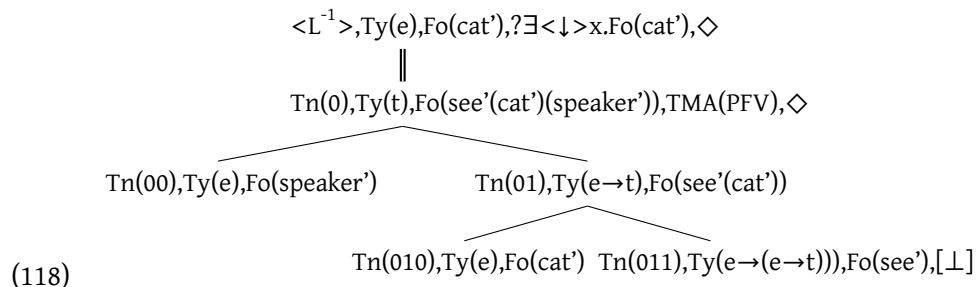 <L⁻¹>,Ty(e),Fo(cat’),?∃<↓>x.Fo(cat’),◇
Tn(0),Ty(t),Fo(see’(cat’)(speaker’)),TMA(PFV),◇
Tn(00),Ty(e),Fo(speaker’) Tn(01),Ty(e→t),Fo(see’(cat’))
(118) Tn(010),Ty(e),Fo(cat’) Tn(011),Ty(e→(e→t))),Fo(see’),[⊥]